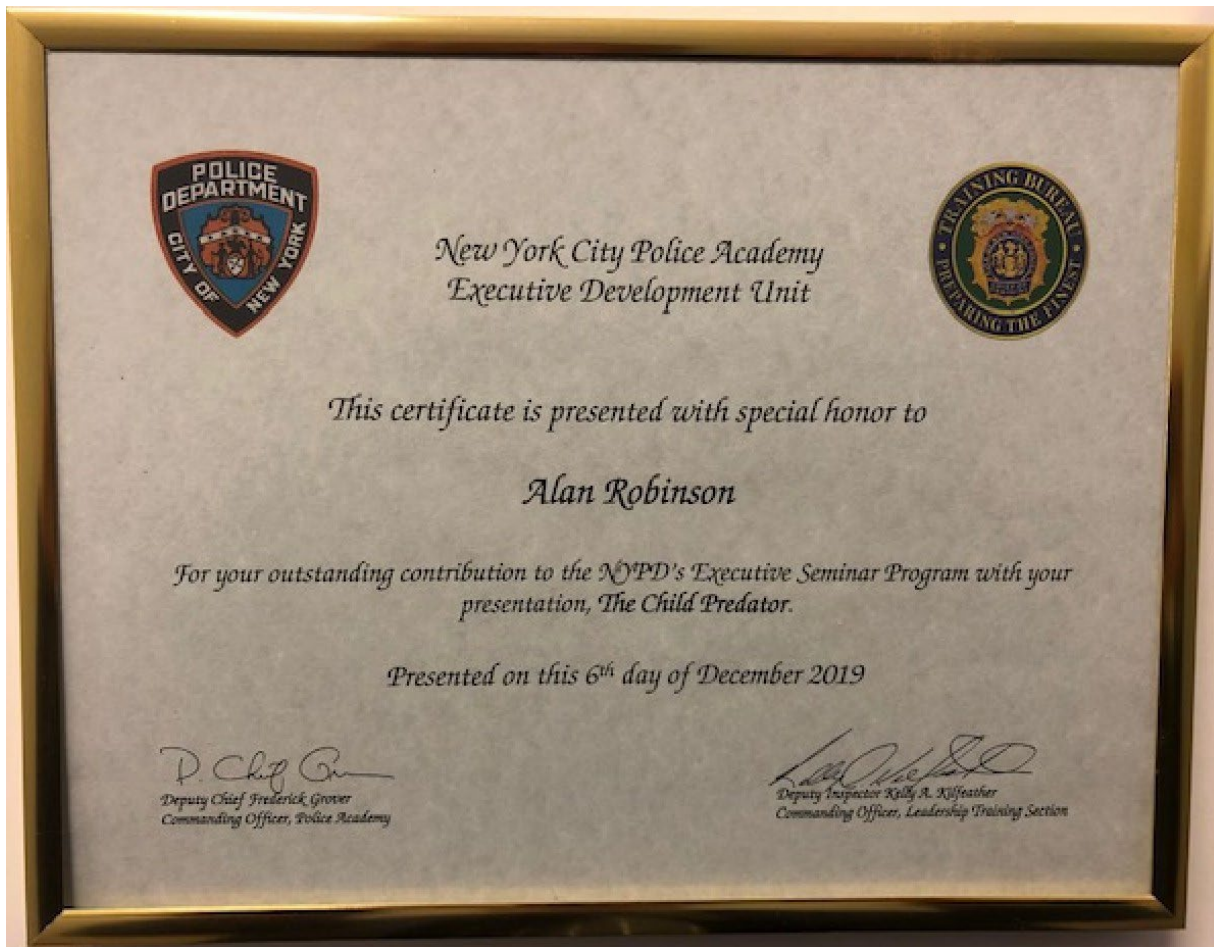 POLICE
DEPARTMENT
CITY OF NEW YORK
TRAINING BUREAU
PREPARING THE FINEST
New York City Police Academy
Executive Development Unit
This certificate is presented with special honor to
Alan Robinson
For your outstanding contribution to the NYPD's Executive Seminar Program with your
presentation, The Child Predator.
Presented on this 6th day of December 2019
D. Chief
Deputy Chief Frederick Grover
Commanding Officer, Police Academy
Deputy Inspector Kelly A. Kilfeather
Commanding Officer, Leadership Training Section